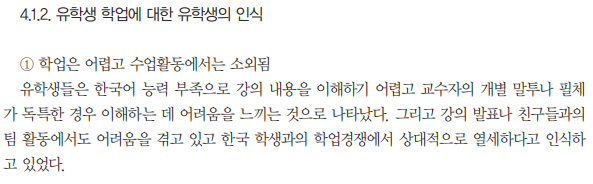 4.1.2. 유학생 학업에 대한 유학생의 인식
① 학업은 어렵고 수업활동에서는 소외됨
유학생들은 한국어 능력 부족으로 강의 내용을 이해하기 어렵고 교수자의 개별 말투나 필체
가 독특한 경우 이해하는 데 어려움을 느끼는 것으로 나타났다. 그리고 강의 발표나 친구들과의
팀 활동에서도 어려움을 겪고 있고 한국 학생과의 학업경쟁에서 상대적으로 열세하다고 인식하
고 있었다.